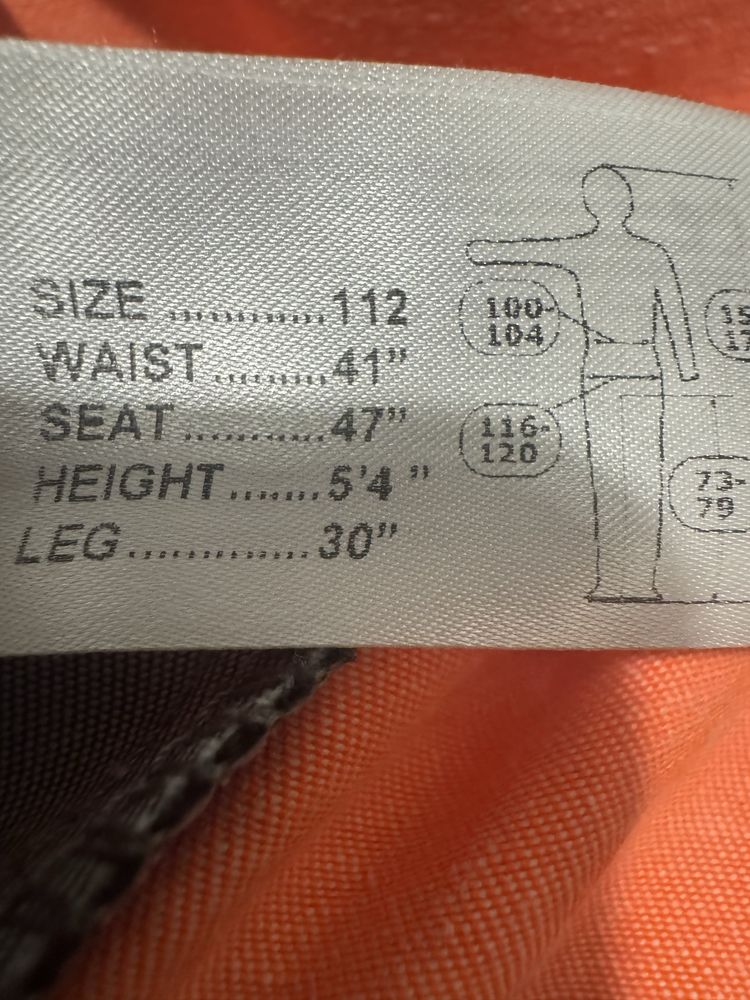 SIZE ............112
WAIST.........41"
SEAT...........47"
HEIGHT.......5'4 "
LEG.............30"
100-
104
116-
120
73-
79